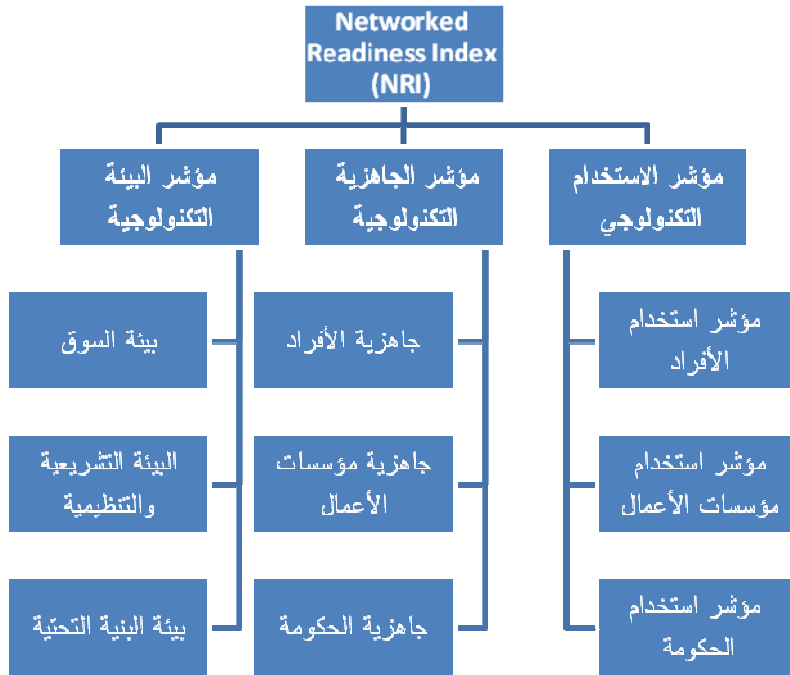 Networked
Readiness Index
(NRI)
مؤشر الاستخدام
التكنولوجي
مؤشر الجاهزية
التكنولوجية
مؤشر البيئة
التكنولوجية
مؤشر استخدام
الأفراد
جاهزية الأفراد
بيئة السوق
مؤشر استخدام
مؤسسات الأعمال
جاهزية مؤسسات
الأعمال
البيئة التشريعية
والتنظيمية
مؤشر استخدام
الحكومة
جاهزية الحكومة
بيئة البنية التحتية